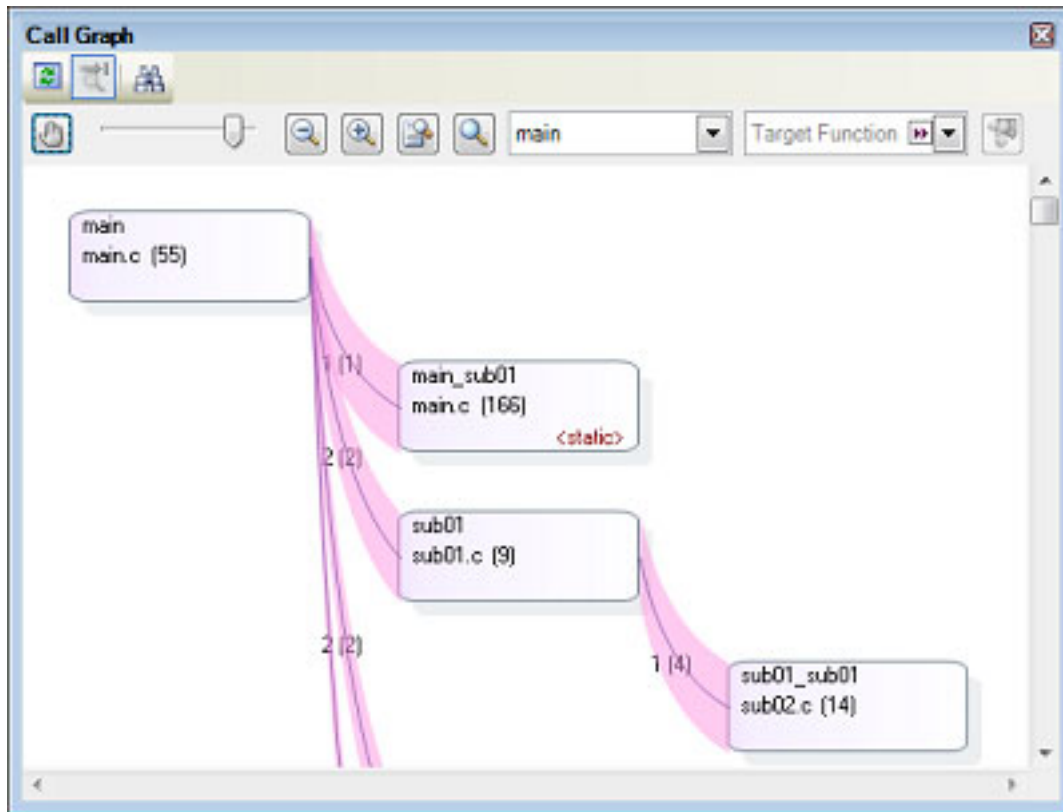 Call Graph
main
Target Function
main
main.c (55)
1 (1)
main_sub01
main.c (166)
<static>
2 (2)
sub01
sub01.c (9)
2 (2)
1 (4)
sub01_sub01
sub02.c (14)